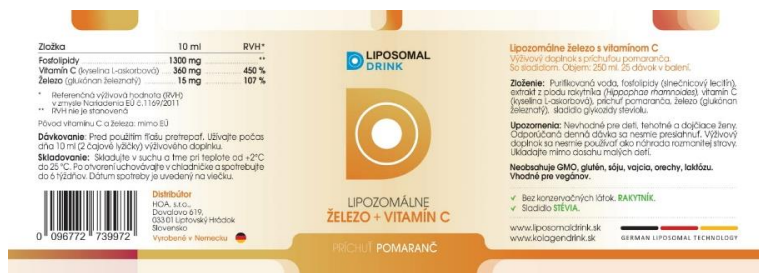 Zložka 10 ml RVH*
Fosfolipidy 1300 mg **
Vitamín C (kyselina L-askorbová) 360 mg 450 %
Železo (glukónan železnatý) 15 mg 107 %
* Referenčná výživová hodnota (RVH)
v zmysle Nariadenia EÚ č.1169/2011
** RVH nie je stanovená
Pôvod vitamínu C a železa: mimo EÚ
Dávkovanie: Pred použitím fľašu pretrepať. Užívajte počas
dňa 10 ml (2 čajové lyžičky) výživového doplnku.
Skladovanie: Skladujte v suchu a tme pri teplote od +2°C
do 25 °C. Po otvorení uchovávajte v chladničke a spotrebujte
do 6 týždňov. Dátum spotreby je uvedený na viečku.
Distribútor
HOA, s.r.o.,
Dovalovo 619,
033 01 Liptovský Hrádok
Slovensko
Vyrobené v Nemecku
0 096772 739972
LIPOSOMAL
DRINK
LIPOZOMÁLNE
ŽELEZO + VITAMÍN C
PRÍCHUŤ POMARANČ
Lipozomálne železo s vitamínom C
Výživový doplnok s príchuťou pomaranča.
So sladidlom. Objem: 250 ml. 25 dávok v balení.
Zloženie: Purifikovaná voda, fosfolipidy (slnečnicový lecitín),
extrakt z plodu rakytníka (Hippophae rhamnoides), vitamín C
(kyselina L-askorbová), príchuť pomaranča, železo (glukónan
železnatý), sladidlo glykozidy steviolu.
Upozornenia: Nevhodné pre deti, tehotné a dojčiace ženy.
Odporúčaná denná dávka sa nesmie presiahnuť. Výživový
doplnok sa nesmie používať ako náhrada rozmanitej stravy.
Ukladajte mimo dosahu malých detí.
Neobsahuje GMO, glutén, sóju, vajcia, orechy, laktózu.
Vhodné pre vegánov.
✓ Bez konzervačných látok. RAKYTNÍK.
✓ Sladidlo STÉVIA.
www.liposomaldrink.sk
www.kolagendrink.sk
GERMAN LIPOSOMAL TECHNOLOGY